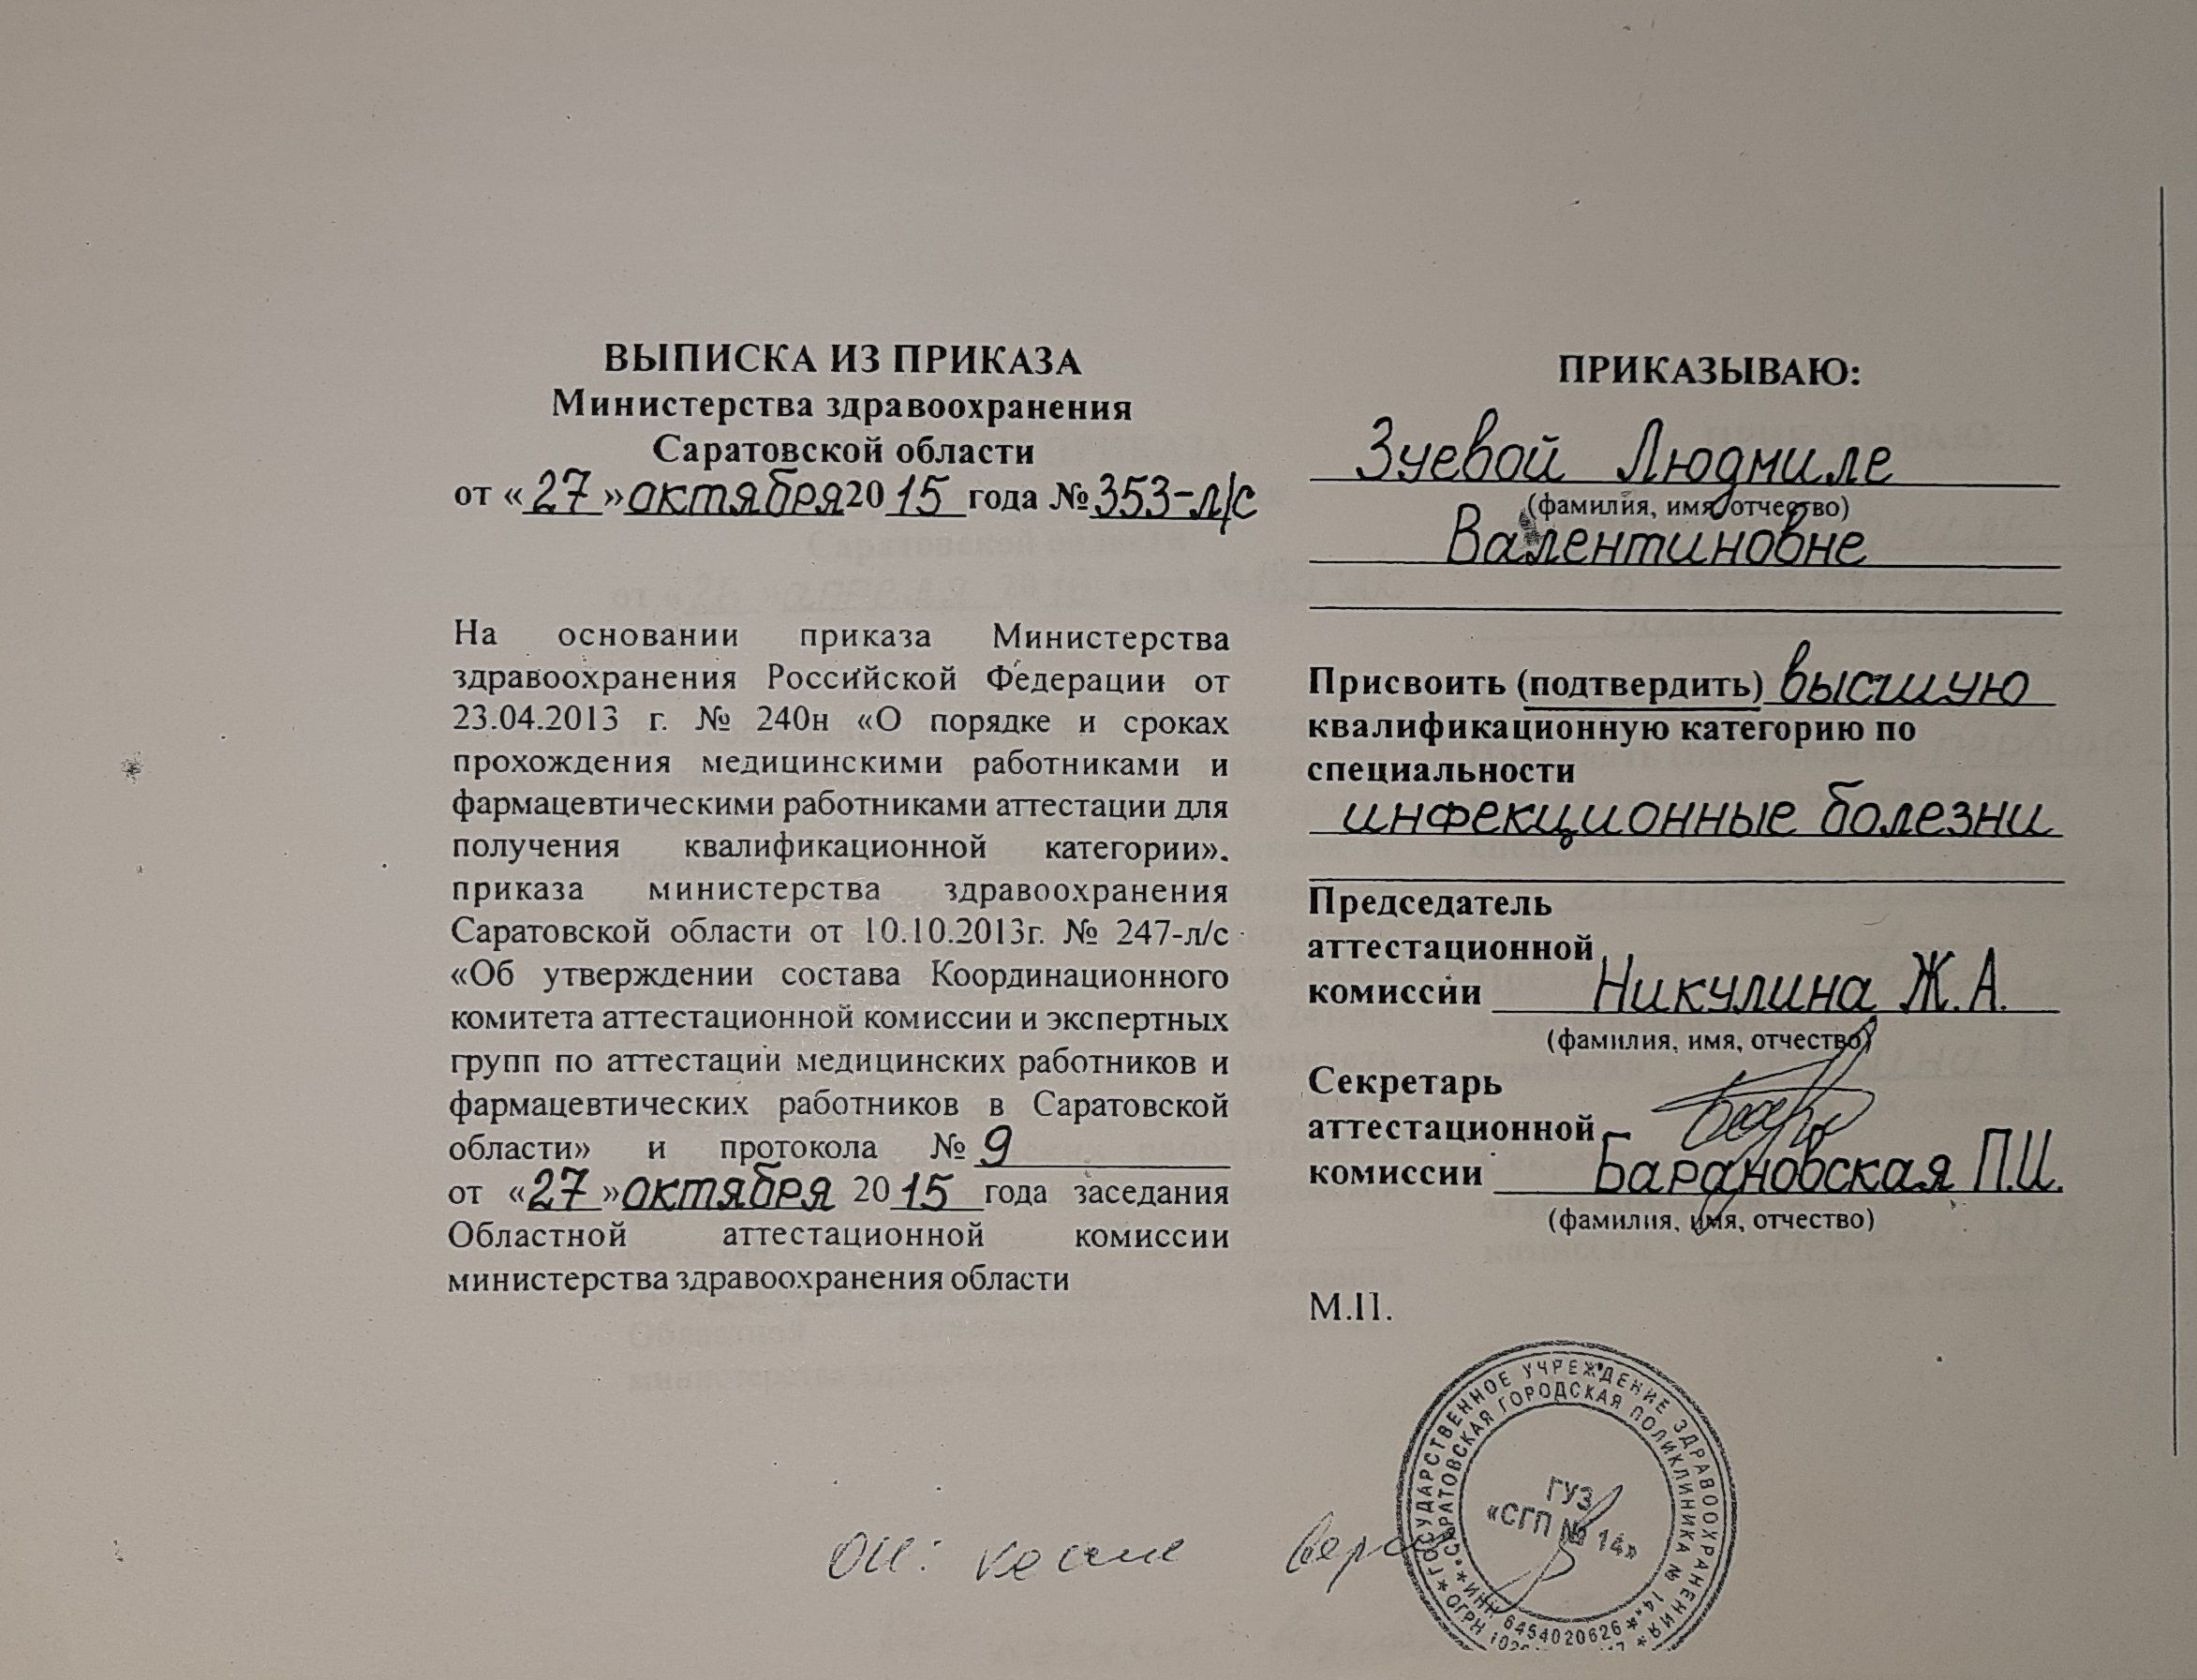 ВЫПИСКА ИЗ ПРИКАЗА
Министерства здравоохранения
Саратовской области
от «27» октября 2015 года № 353-л/с
На основании приказа Министерства
здравоохранения Российской Федерации от
23.04.2013 г. № 240н «О порядке и сроках
прохождения медицинскими работниками и
фармацевтическими работниками аттестации для
получения квалификационной категории».
приказа министерства здравоохранения
Саратовской области от 10.10.2013г. № 247-л/с
«Об утверждении состава Координационного
комитета аттестационной комиссии и экспертных
групп по аттестации медицинских работников и
фармацевтических работников в Саратовской
области» и протокола № 9
от «27» октября 2015 года заседания
Областной аттестационной комиссии
министерства здравоохранения области
ПРИКАЗЫВАЮ:
Зуевой Людмиле
(фамилия, имя, отчество)
Валентиновне
Присвоить (подтвердить) высшую
квалификационную категорию по
специальности
инфекционные болезни
Председатель
аттестационной
комиссии Никулина Ж.А.
(фамилия, имя, отчество)
Секретарь
аттестационной
комиссии Барановская П.И.
(фамилия, имя, отчество)
М.П.
ГОСУДАРСТВЕННОЕ УЧРЕЖДЕНИЕ ЗДРАВООХРАНЕНИЯ
САРАТОВСКАЯ ГОРОДСКАЯ ПОЛИКЛИНИКА № 14
ГУЗ
«СГП № 14»
ИНН 6454020626
ОГРН